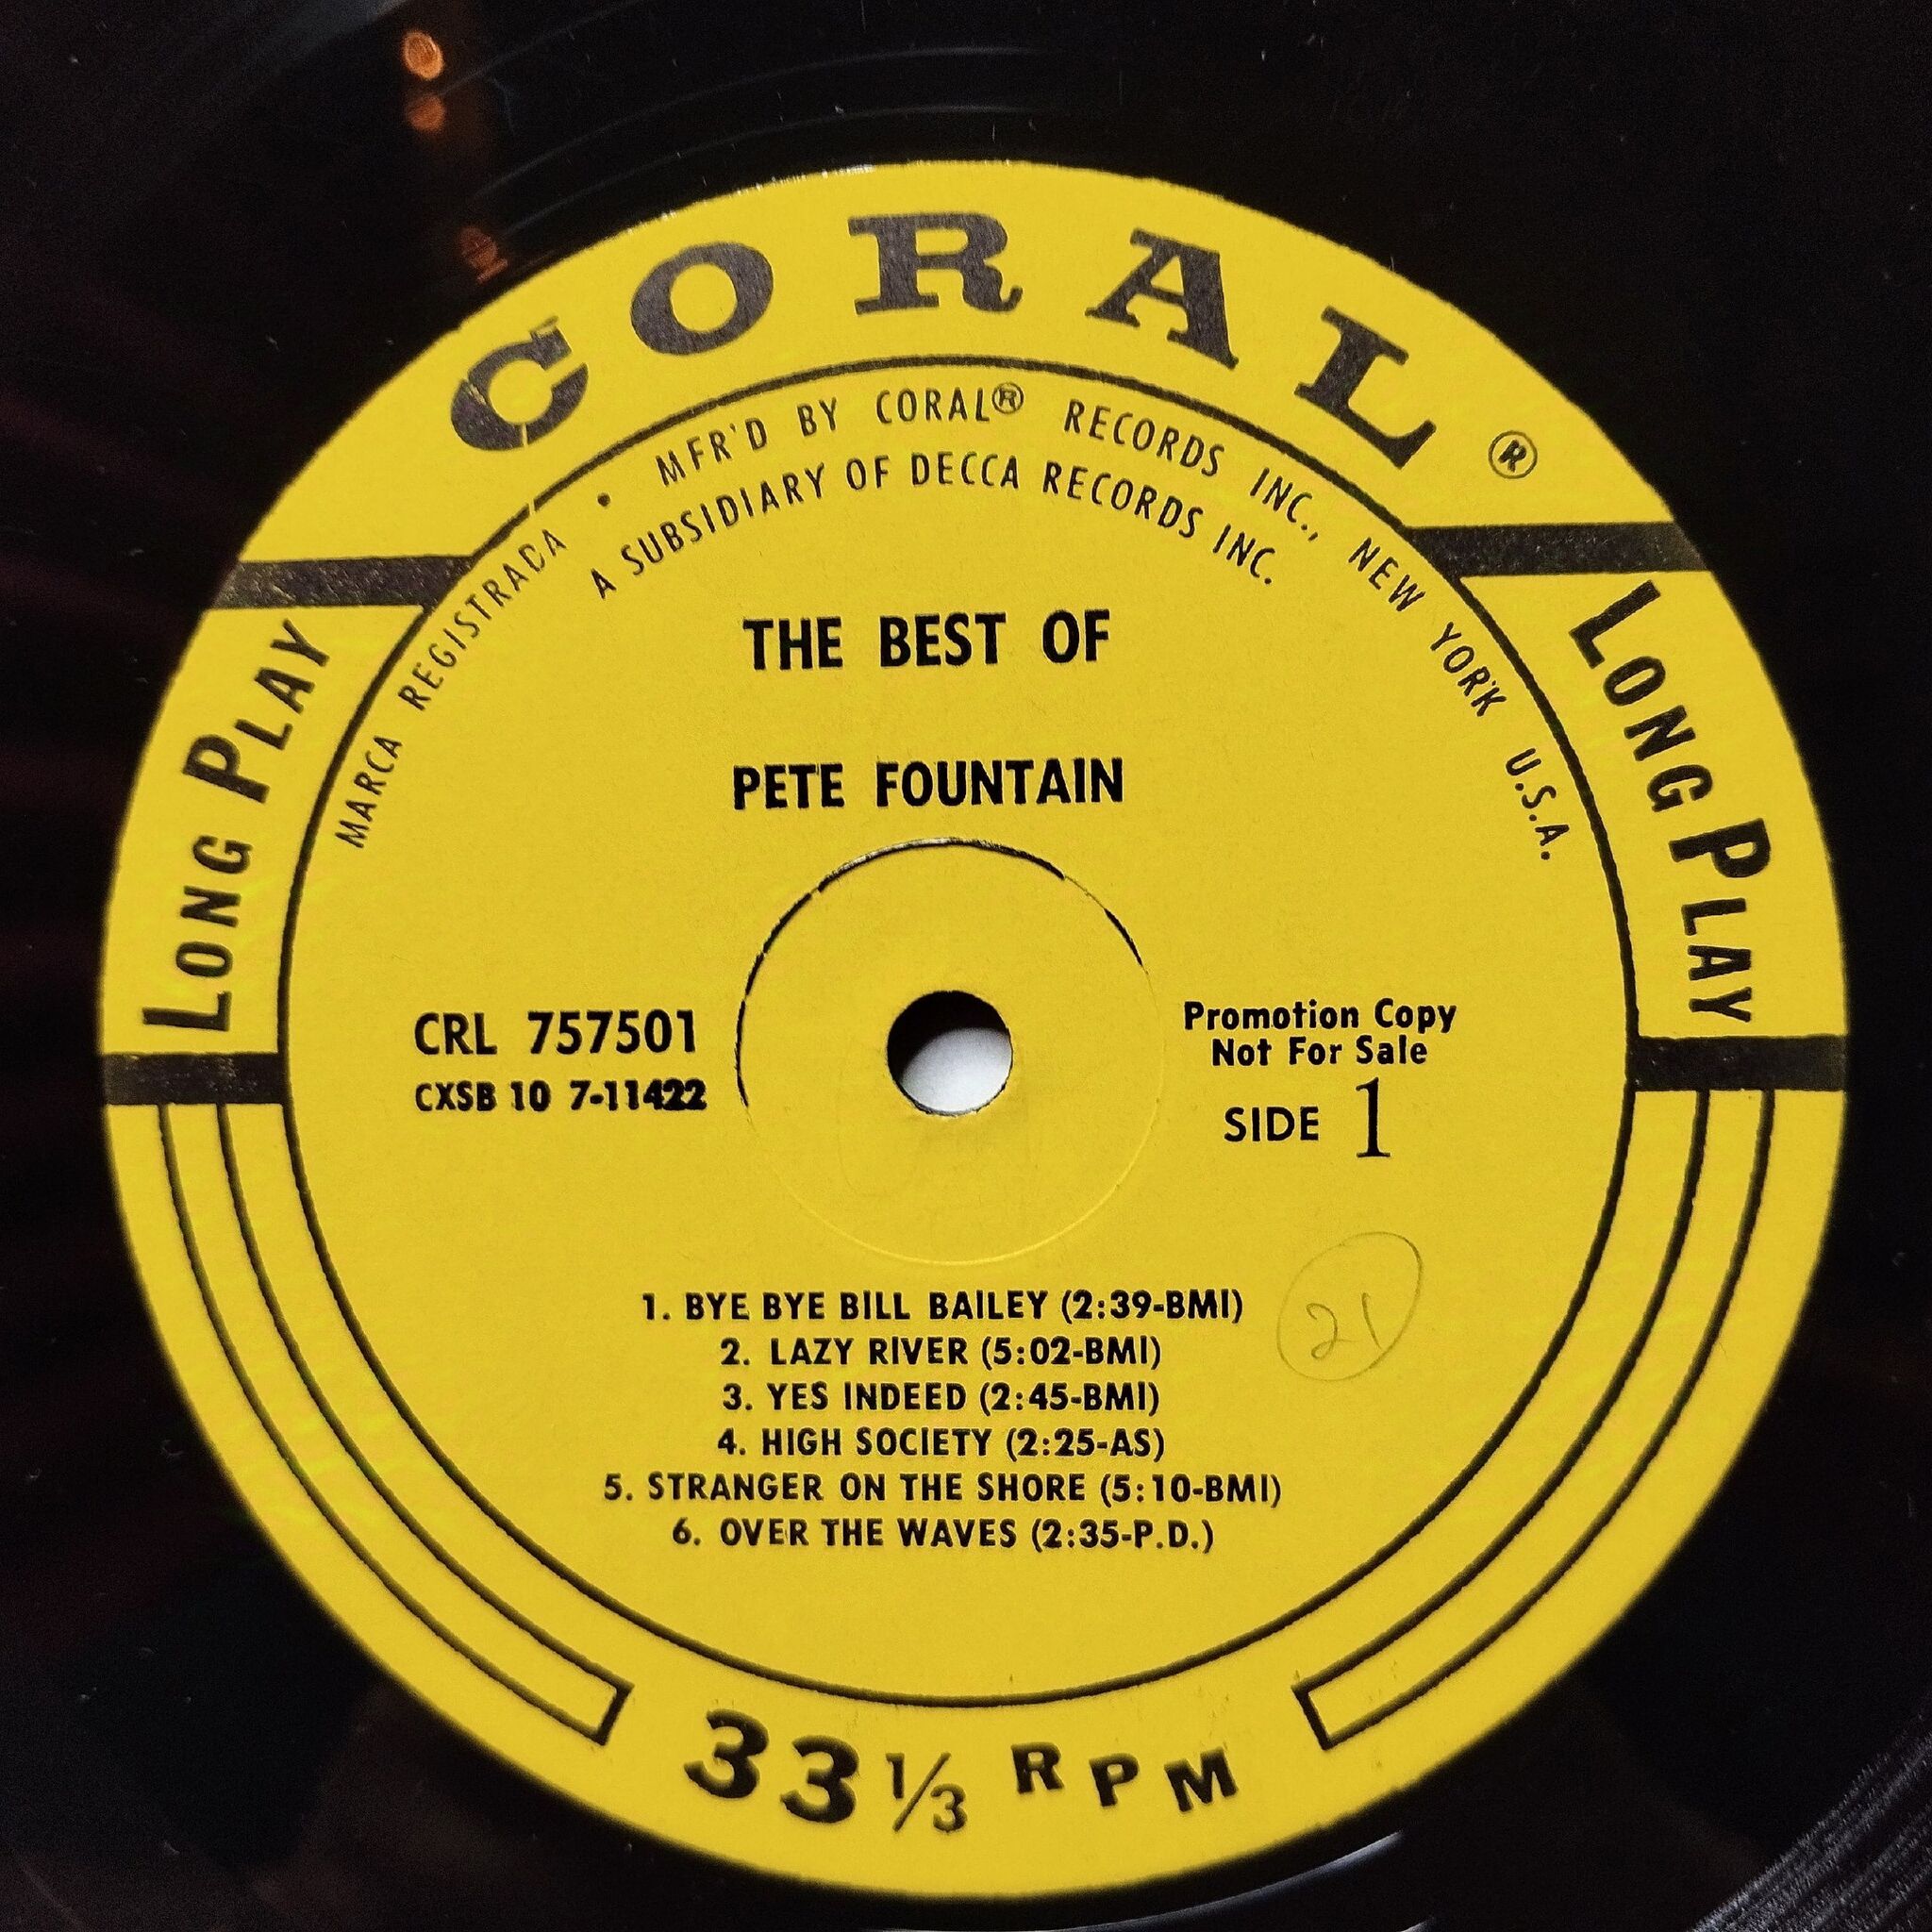 CORAL®
MARCA REGISTRADA • MFR'D BY CORAL® RECORDS INC., NEW YORK U.S.A.
A SUBSIDIARY OF DECCA RECORDS INC.
LONG PLAY
LONG PLAY
THE BEST OF
PETE FOUNTAIN
CRL 757501
CXSB 10 7-11422
Promotion Copy
Not For Sale
SIDE 1
21
1. BYE BYE BILL BAILEY (2:39-BMI)
2. LAZY RIVER (5:02-BMI)
3. YES INDEED (2:45-BMI)
4. HIGH SOCIETY (2:25-AS)
5. STRANGER ON THE SHORE (5:10-BMI)
6. OVER THE WAVES (2:35-P.D.)
33 1/3 RPM